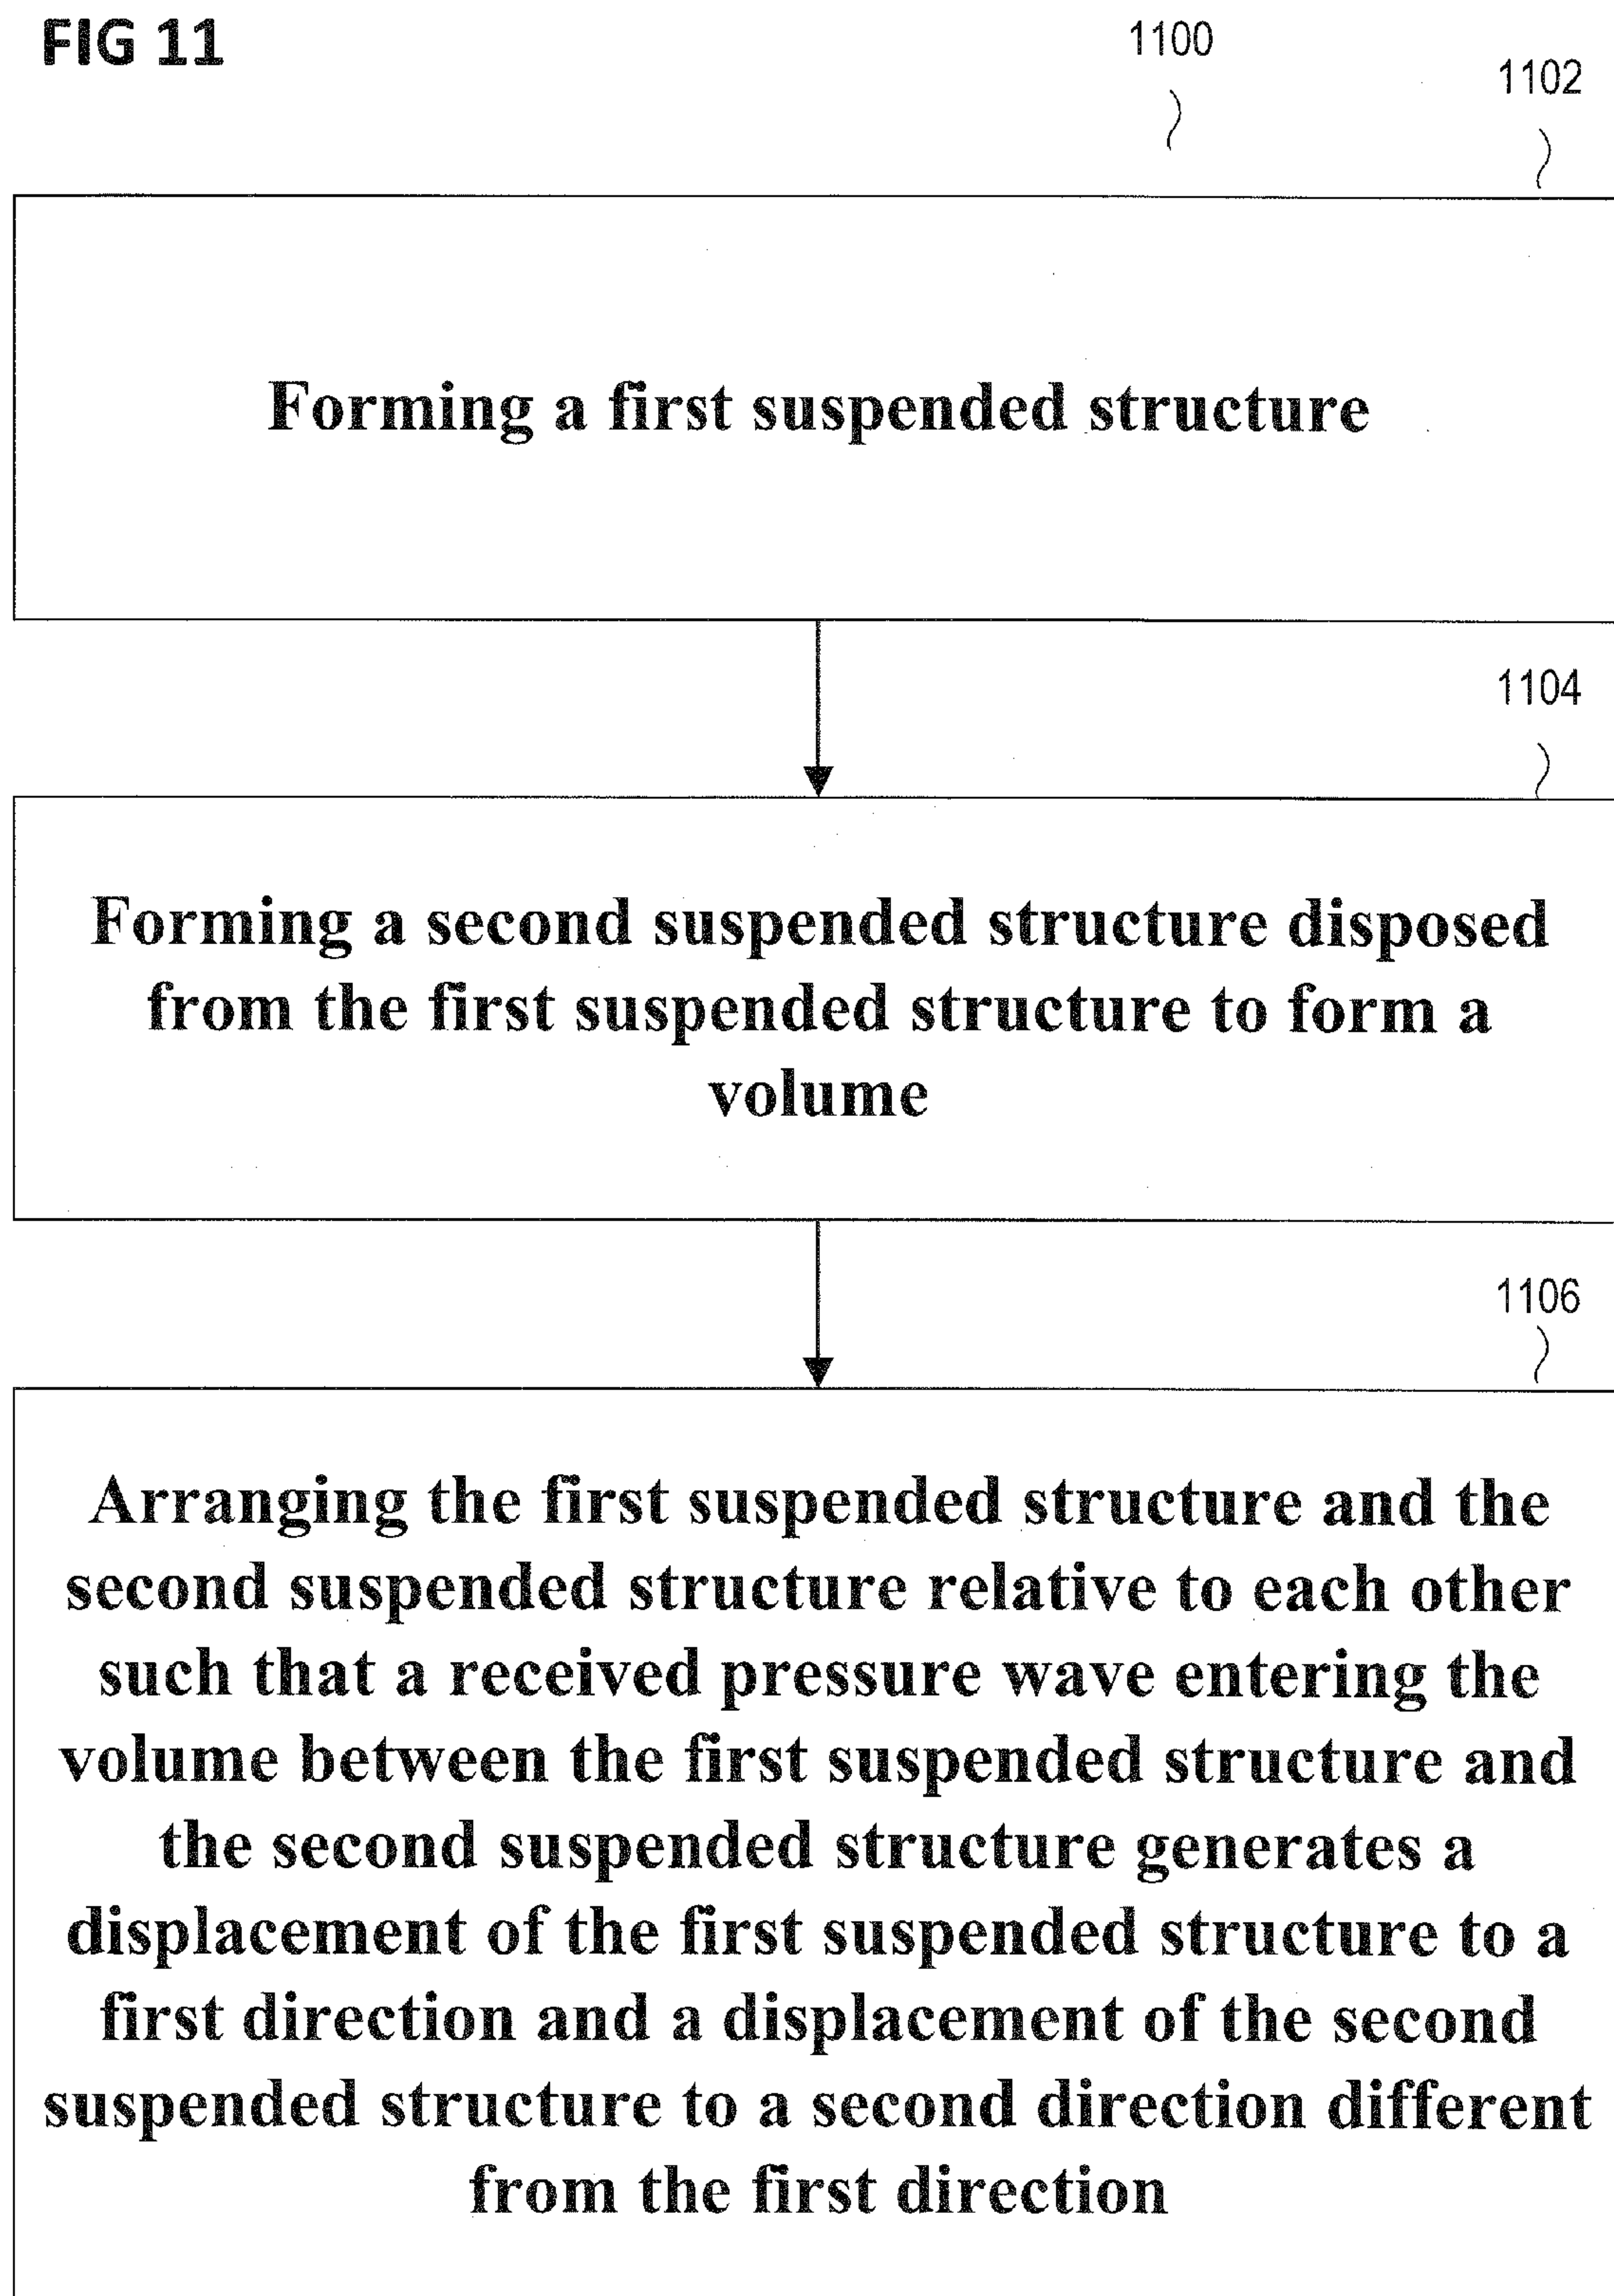 FIG 11
1100
1102
Forming a first suspended structure
1104
Forming a second suspended structure disposed
from the first suspended structure to form a
volume
1106
Arranging the first suspended structure and the
second suspended structure relative to each other
such that a received pressure wave entering the
volume between the first suspended structure and
the second suspended structure generates a
displacement of the first suspended structure to a
first direction and a displacement of the second
suspended structure to a second direction different
from the first direction